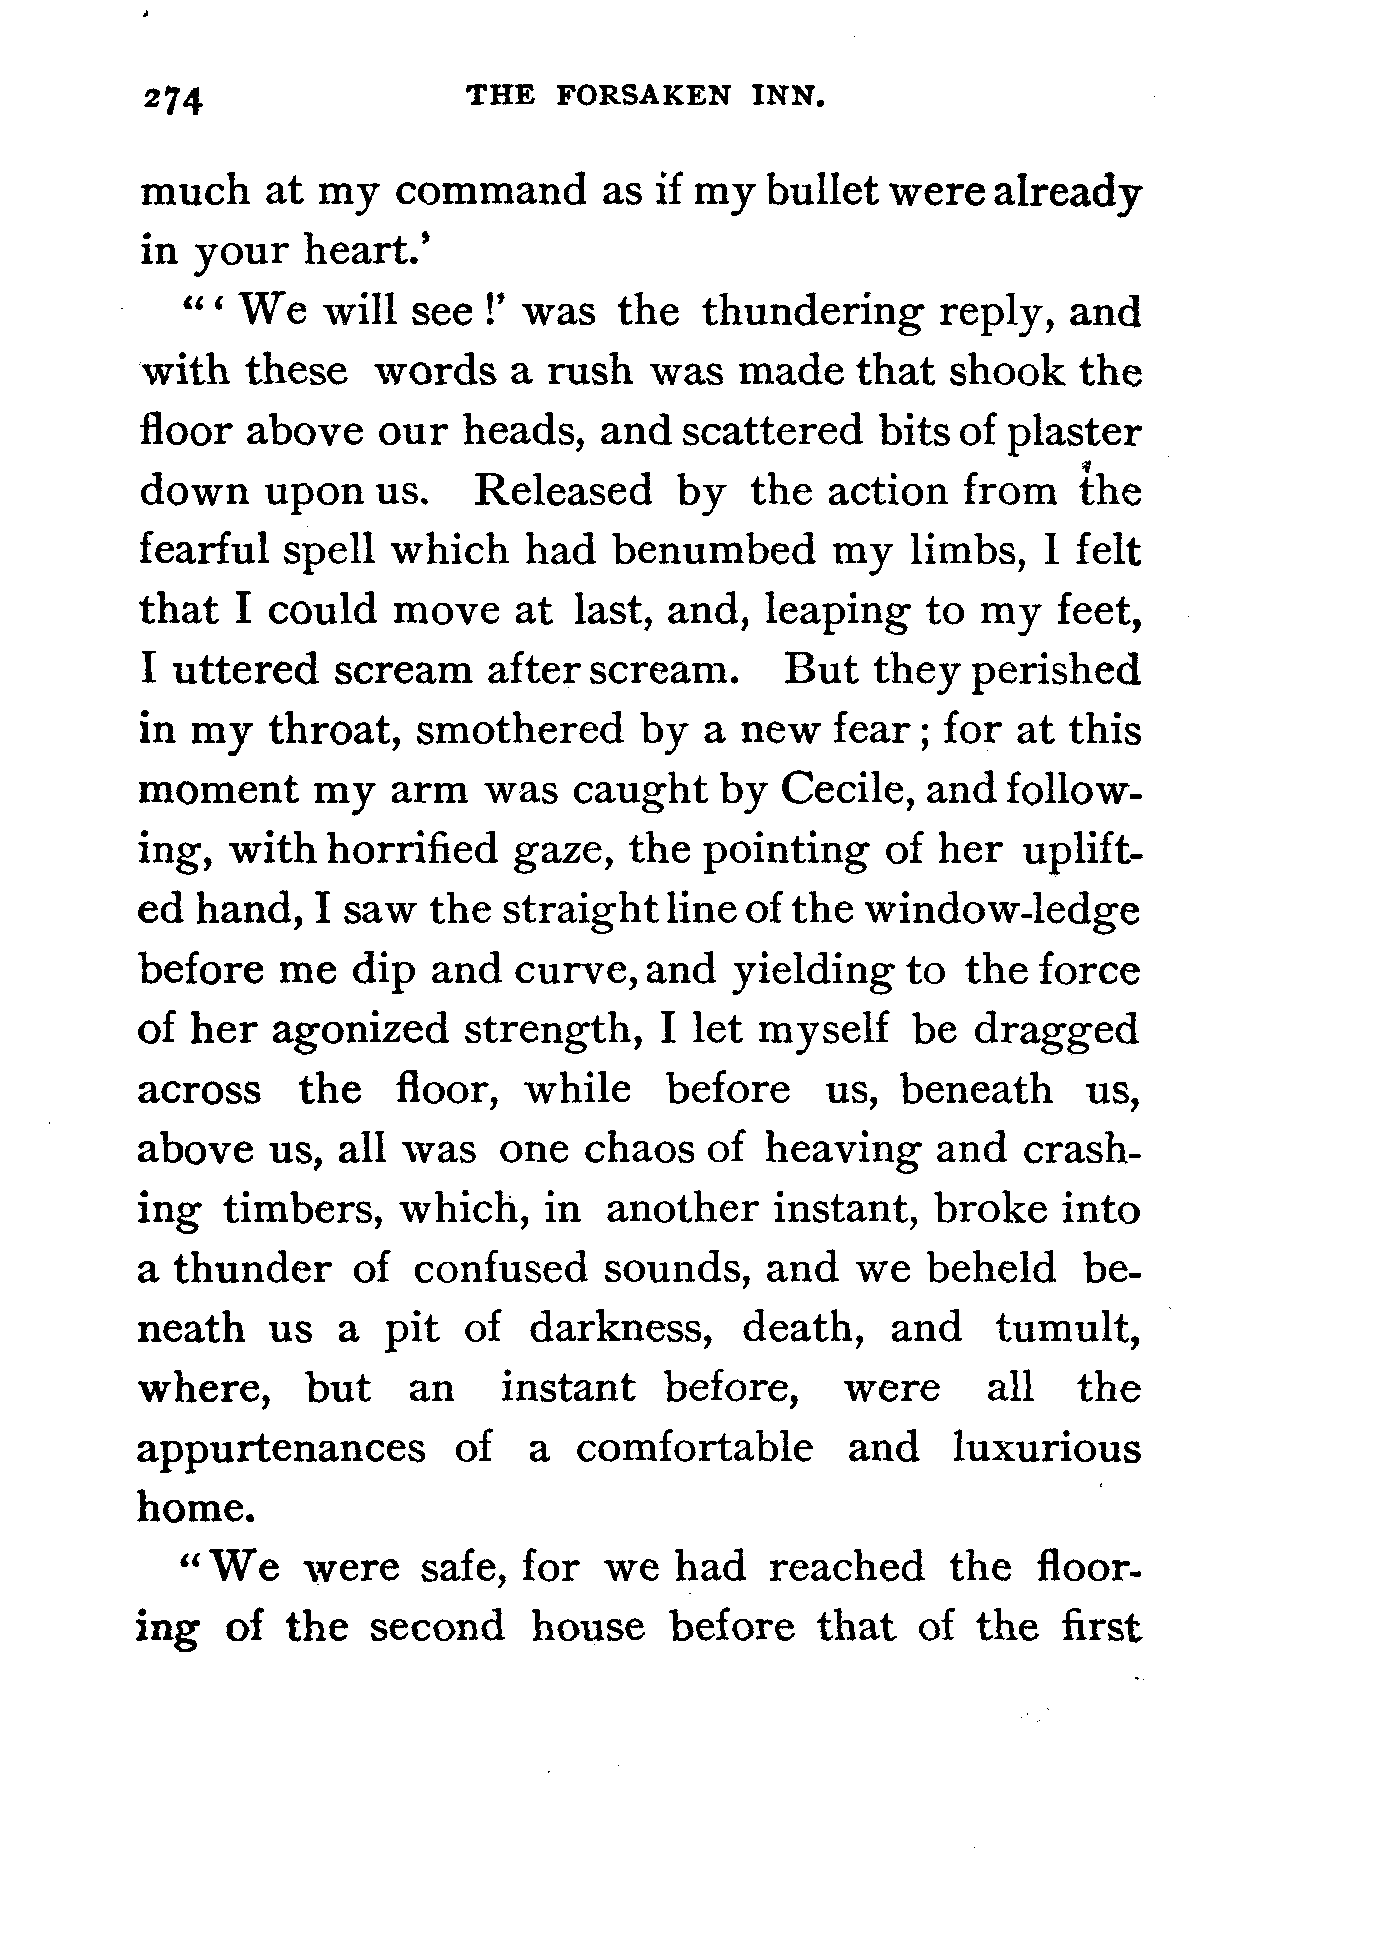 274 THE FORSAKEN INN.
much at my command as if my bullet were already
in your heart.'
"' We will see !' was the thundering reply, and
with these words a rush was made that shook the
floor above our heads, and scattered bits of plaster
down upon us. Released by the action from the
fearful spell which had benumbed my limbs, I felt
that I could move at last, and, leaping to my feet,
I uttered scream after scream. But they perished
in my throat, smothered by a new fear ; for at this
moment my arm was caught by Cecile, and follow-
ing, with horrified gaze, the pointing of her uplift-
ed hand, I saw the straight line of the window-ledge
before me dip and curve, and yielding to the force
of her agonized strength, I let myself be dragged
across the floor, while before us, beneath us,
above us, all was one chaos of heaving and crash-
ing timbers, which, in another instant, broke into
a thunder of confused sounds, and we beheld be-
neath us a pit of darkness, death, and tumult,
where, but an instant before, were all the
appurtenances of a comfortable and luxurious
home.
"We were safe, for we had reached the floor-
ing of the second house before that of the first